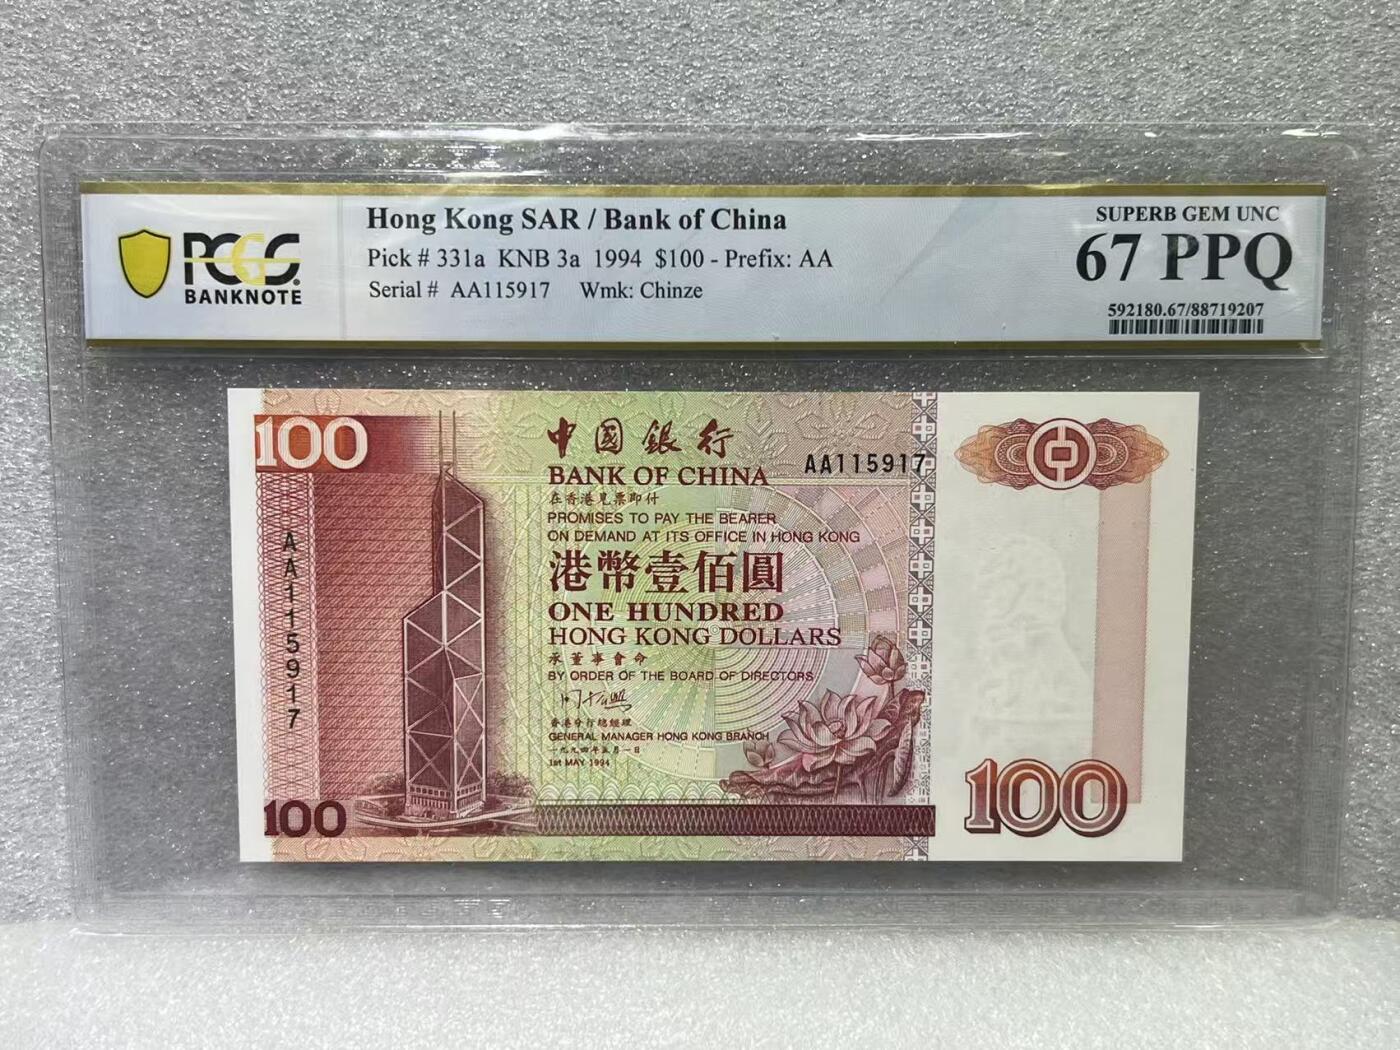 PCGS
BANKNOTE
Hong Kong SAR / Bank of China
Pick # 331a KNB 3a 1994 $100 - Prefix: AA
Serial # AA115917 Wmk: Chinze
SUPERB GEM UNC
67 PPQ
592180.67/88719207
100
中國銀行
BANK OF CHINA
AA115917
在香港見票即付
PROMISES TO PAY THE BEARER
ON DEMAND AT ITS OFFICE IN HONG KONG
港幣壹佰圓
ONE HUNDRED
HONG KONG DOLLARS
承董事會命
BY ORDER OF THE BOARD OF DIRECTORS
香港分行總經理
GENERAL MANAGER HONG KONG BRANCH
一九九四年五月一日
1st MAY 1994
AA115917
100
100